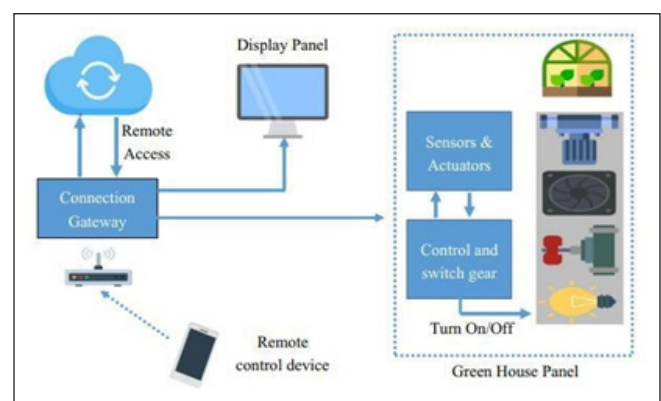 Display Panel
Remote
Access
Connection
Gateway
Remote
control device
Sensors &
Actuators
Control and
switch gear
Turn On/Off
Green House Panel